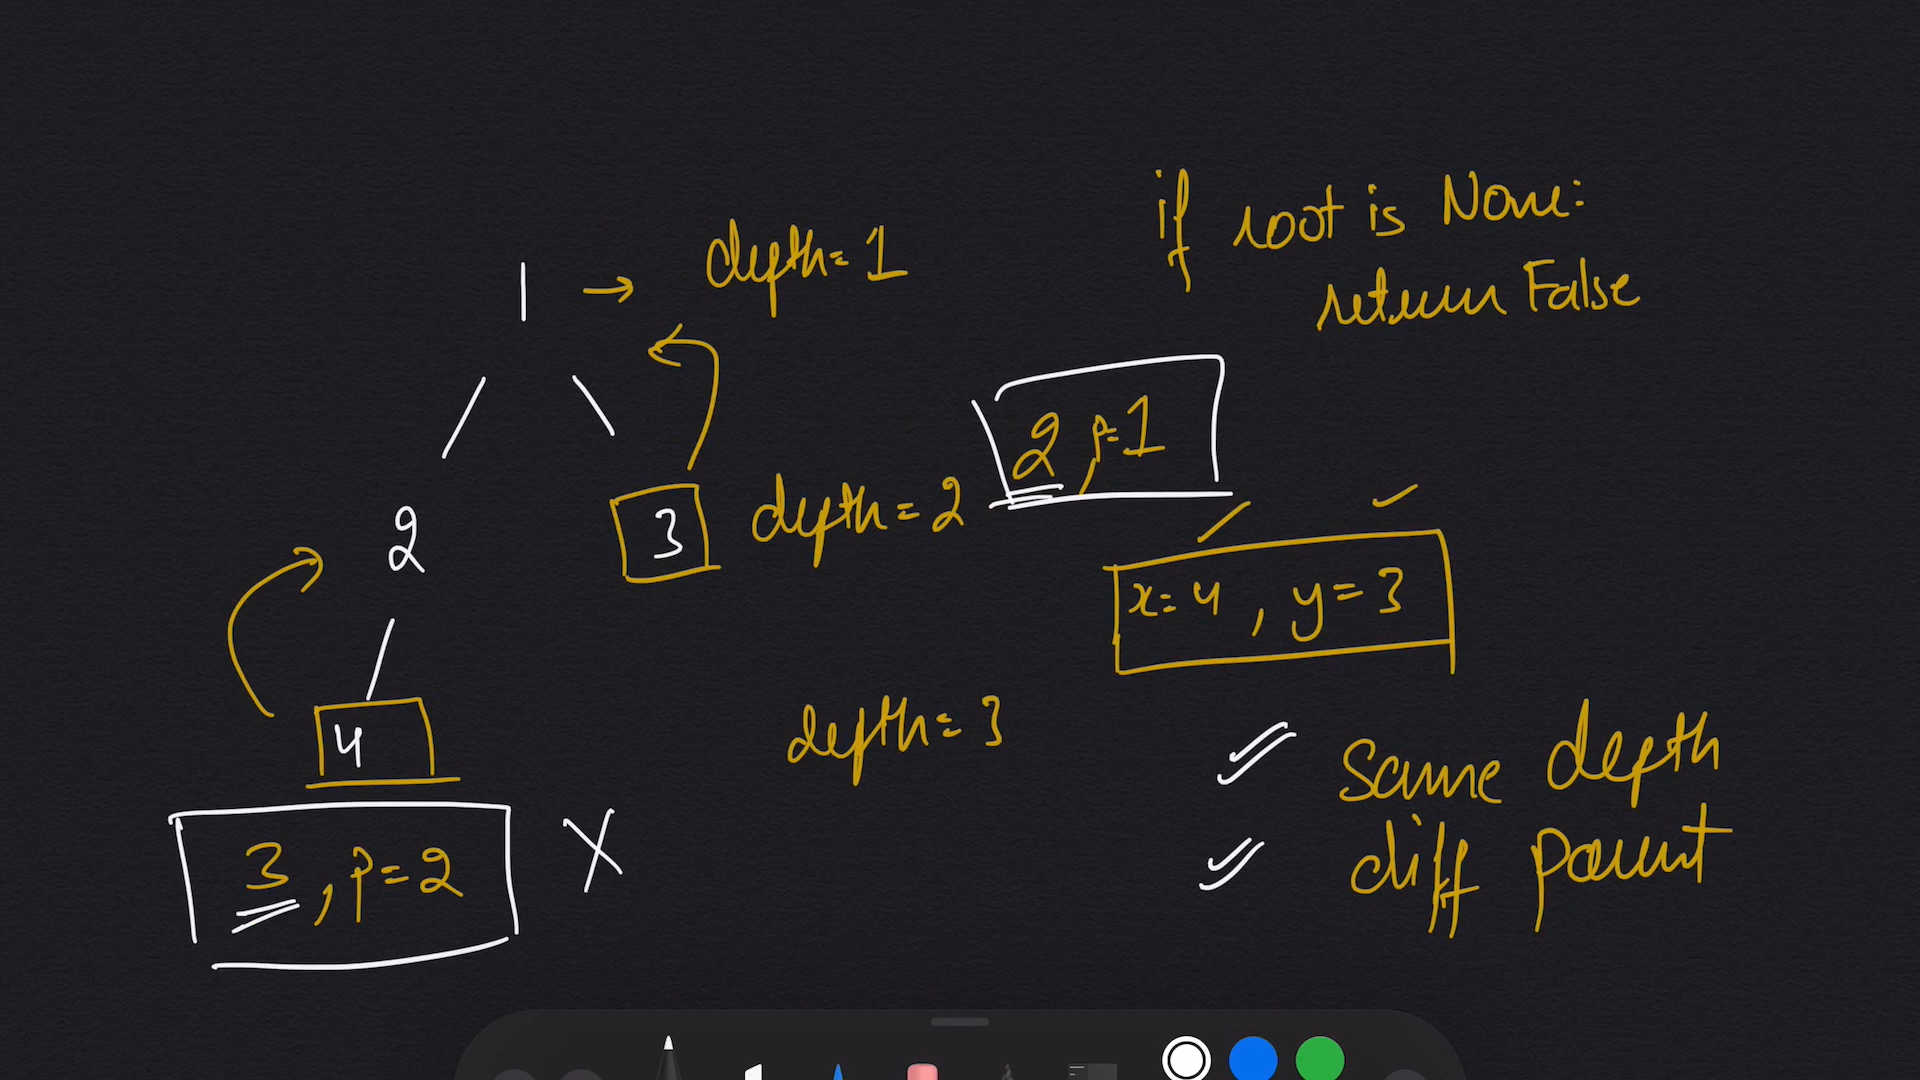 if root is None:
return False
1 → depth=1
2, p=1
2
3
depth=2
x=4, y=3
4
depth=3
same depth
diff parent
3, p=2
X